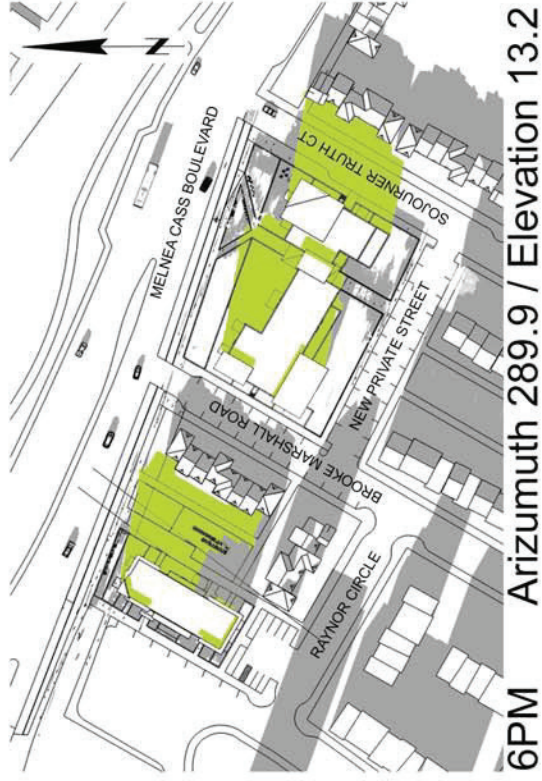 N
MELNEA CASS BOULEVARD
SOJOURNER TRUTH CT
BROOKE MARSHALL ROAD
NEW PRIVATE STREET
RAYNOR CIRCLE
6PM Arizumuth 289.9 / Elevation 13.2